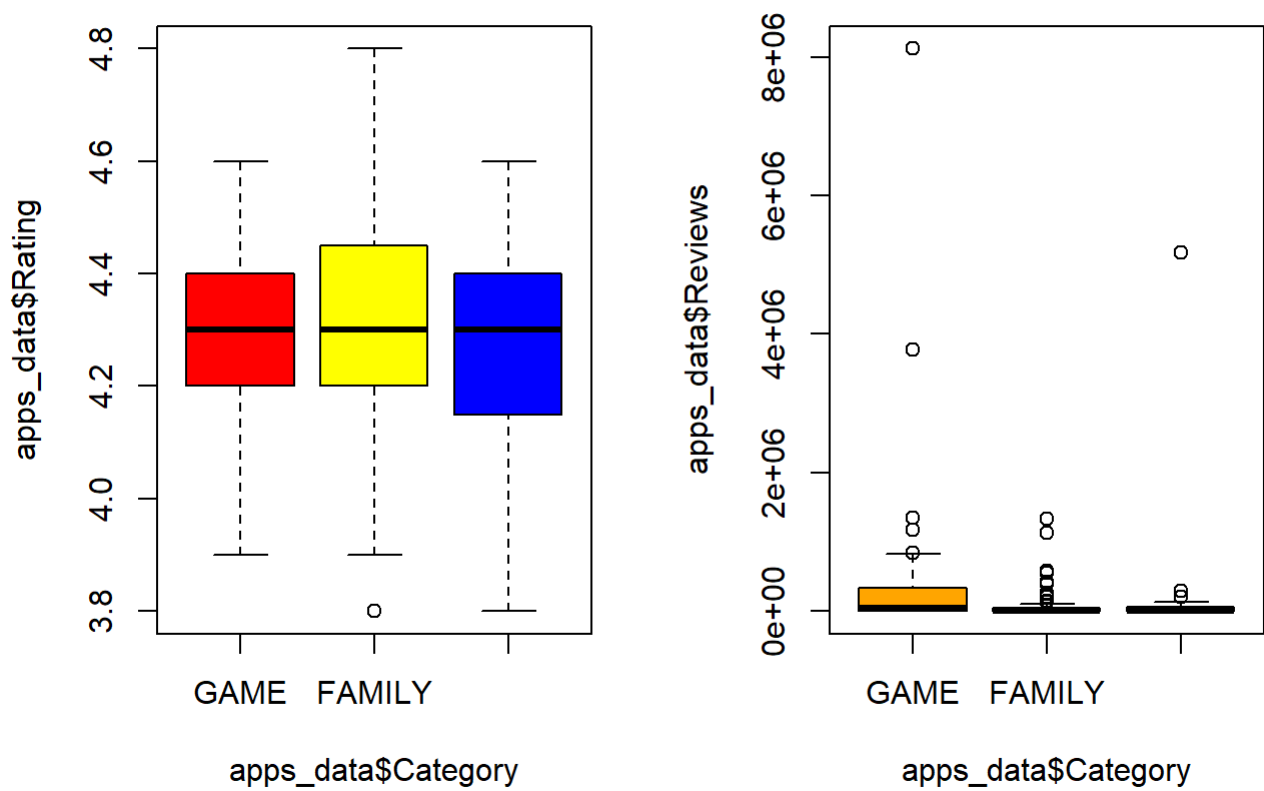 apps_data$Rating
4.8
4.6
4.4
4.2
4.0
3.8
GAME FAMILY
apps_data$Category
apps_data$Reviews
8e+06
6e+06
4e+06
2e+06
0e+00
GAME FAMILY
apps_data$Category